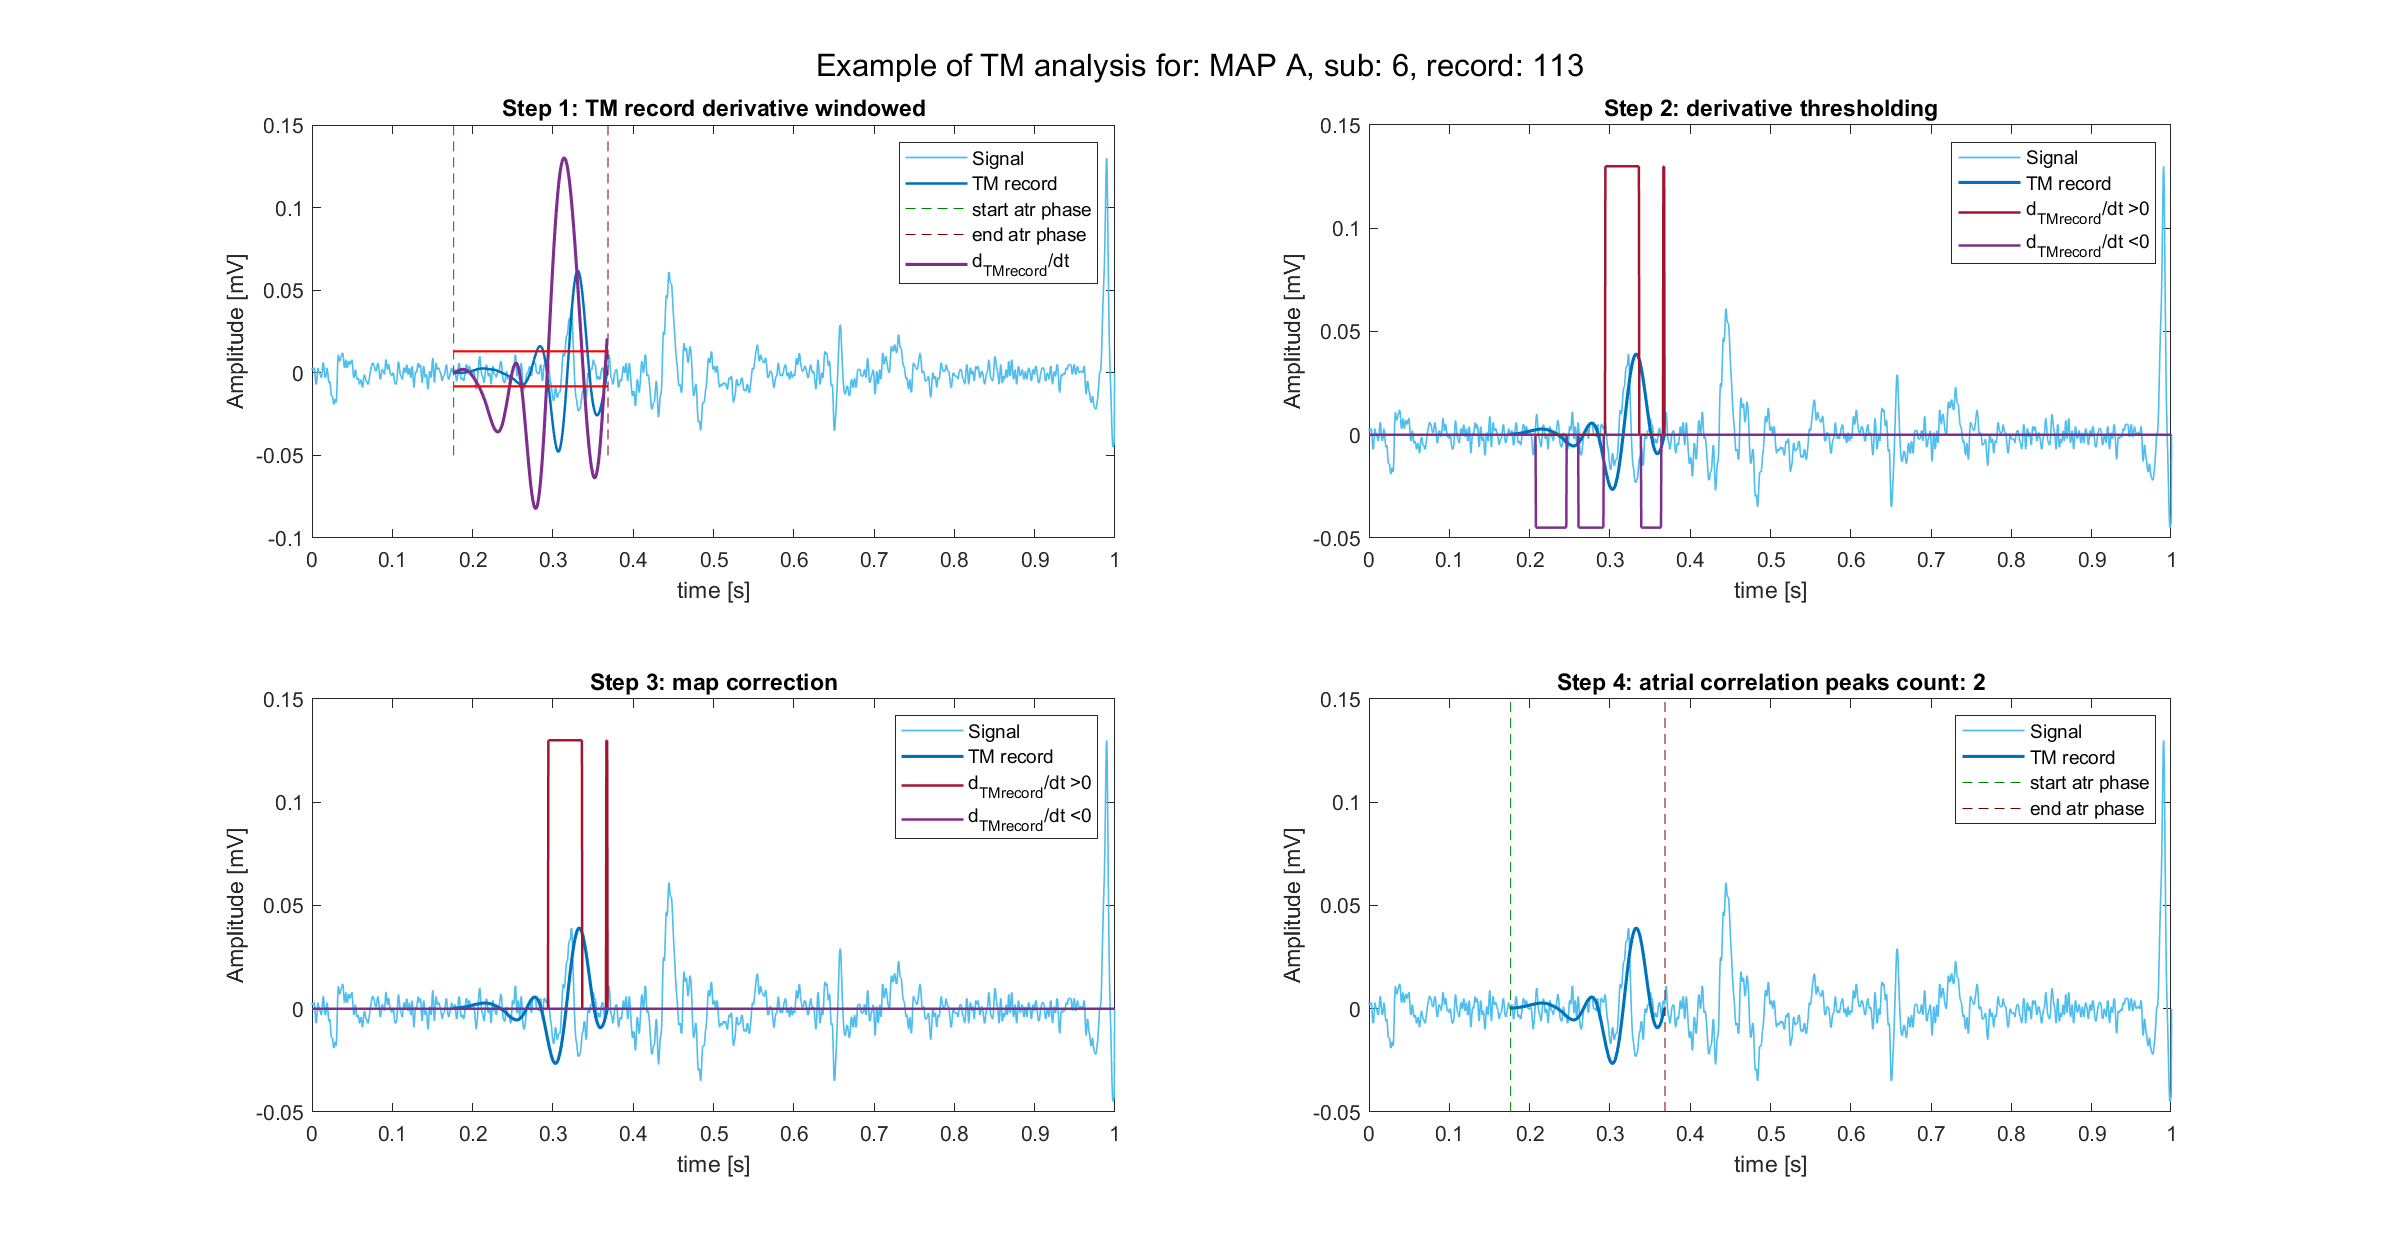 Example of TM analysis for: MAP A, sub: 6, record: 113
Step 1: TM record derivative windowed
0.15
0.1
0.05
0
-0.05
-0.1
Amplitude [mV]
0 0.1 0.2 0.3 0.4 0.5 0.6 0.7 0.8 0.9 1
time [s]
Signal
TM record
start atr phase
end atr phase
dTMrecord/dt
Step 2: derivative thresholding
0.15
0.1
0.05
0
-0.05
Amplitude [mV]
0 0.1 0.2 0.3 0.4 0.5 0.6 0.7 0.8 0.9 1
time [s]
Signal
TM record
dTMrecord/dt >0
dTMrecord/dt <0
Step 3: map correction
0.15
0.1
0.05
0
-0.05
Amplitude [mV]
0 0.1 0.2 0.3 0.4 0.5 0.6 0.7 0.8 0.9 1
time [s]
Signal
TM record
dTMrecord/dt >0
dTMrecord/dt <0
Step 4: atrial correlation peaks count: 2
0.15
0.1
0.05
0
-0.05
Amplitude [mV]
0 0.1 0.2 0.3 0.4 0.5 0.6 0.7 0.8 0.9 1
time [s]
Signal
TM record
start atr phase
end atr phase